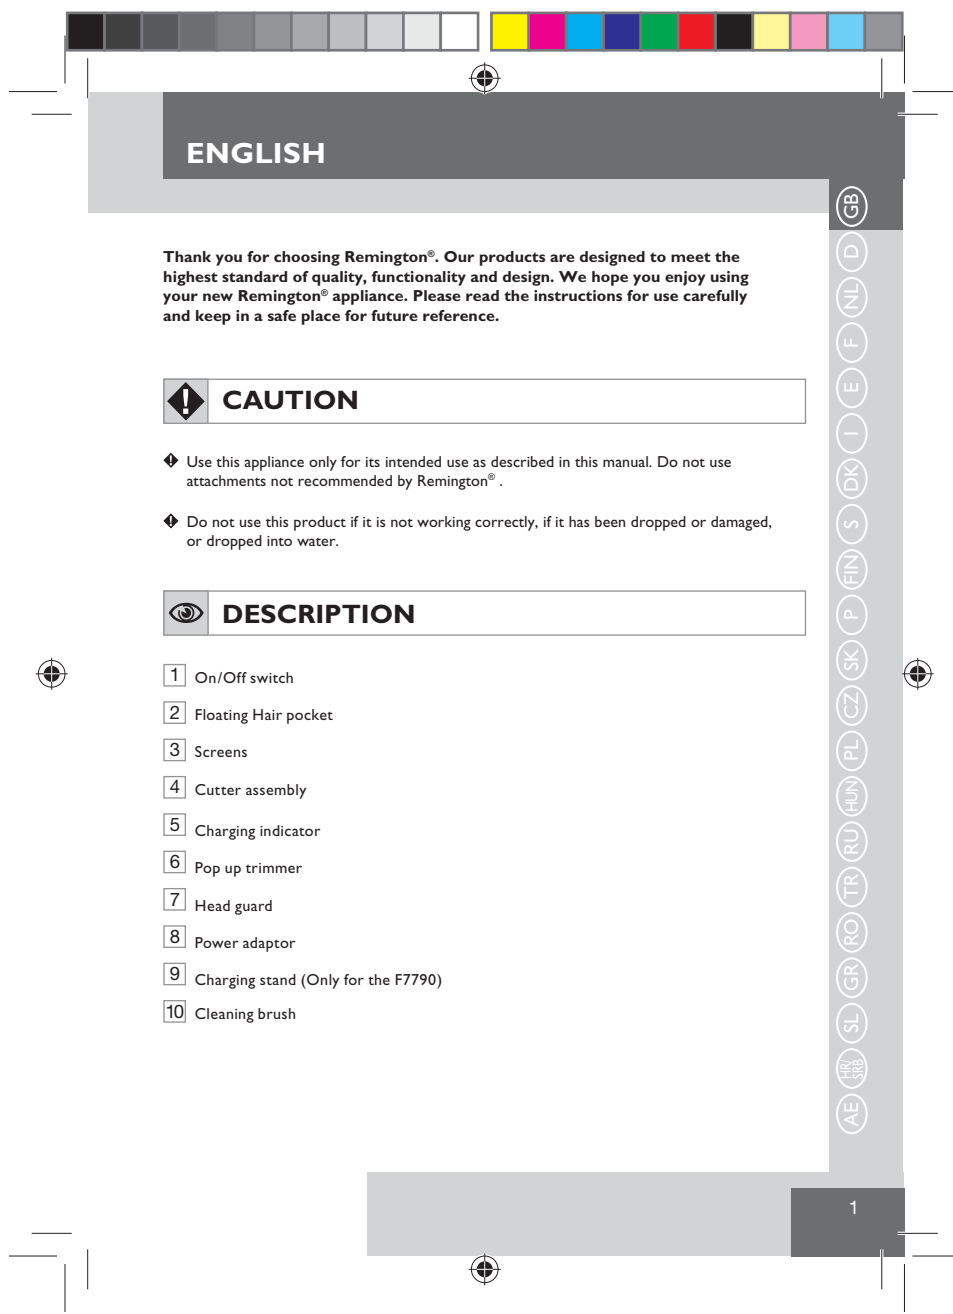 ENGLISH
Thank you for choosing Remington®. Our products are designed to meet the
highest standard of quality, functionality and design. We hope you enjoy using
your new Remington® appliance. Please read the instructions for use carefully
and keep in a safe place for future reference.
CAUTION
Use this appliance only for its intended use as described in this manual. Do not use
attachments not recommended by Remington® .
Do not use this product if it is not working correctly, if it has been dropped or damaged,
or dropped into water.
DESCRIPTION
1 On/Off switch
2 Floating Hair pocket
3 Screens
4 Cutter assembly
5 Charging indicator
6 Pop up trimmer
7 Head guard
8 Power adaptor
9 Charging stand (Only for the F7790)
10 Cleaning brush
GB
D
NL
F
E
I
DK
S
FIN
P
SK
CZ
PL
HUN
RU
TR
RO
GR
SL
HR/
SRB
AE
1